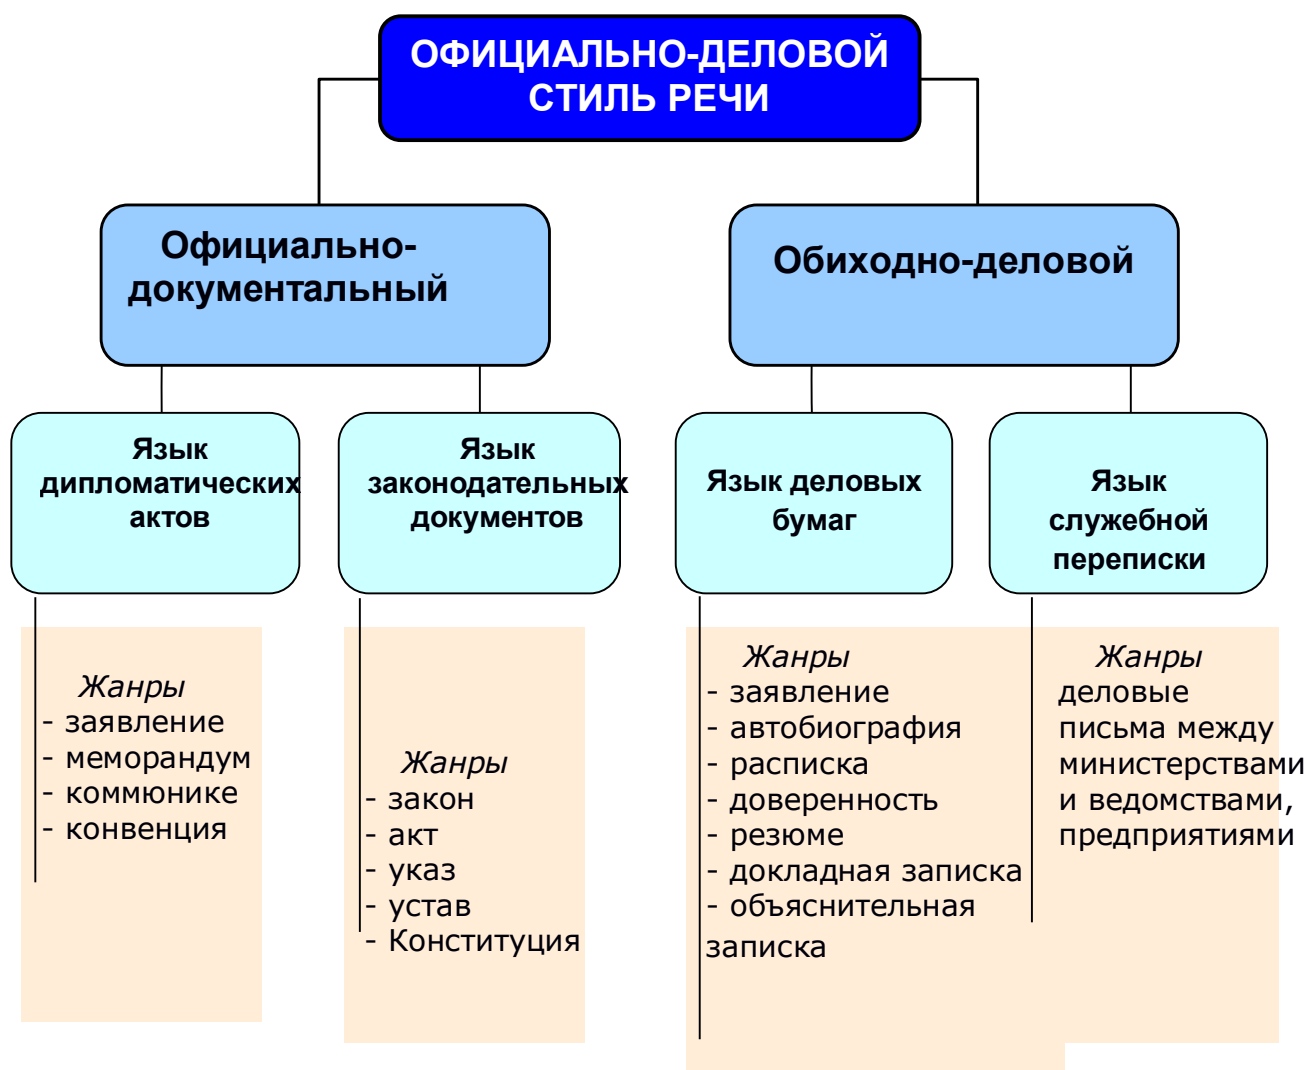 ОФИЦИАЛЬНО-ДЕЛОВОЙ
СТИЛЬ РЕЧИ
Официально-
документальный
Обиходно-деловой
Язык
дипломатических
актов
Язык
законодательных
документов
Язык деловых
бумаг
Язык
служебной
переписки
Жанры
- заявление
- меморандум
- коммюнике
- конвенция
Жанры
- закон
- акт
- указ
- устав
- Конституция
Жанры
- заявление
- автобиография
- расписка
- доверенность
- резюме
- докладная записка
- объяснительная
записка
Жанры
деловые
письма между
министерствами
и ведомствами,
предприятиями